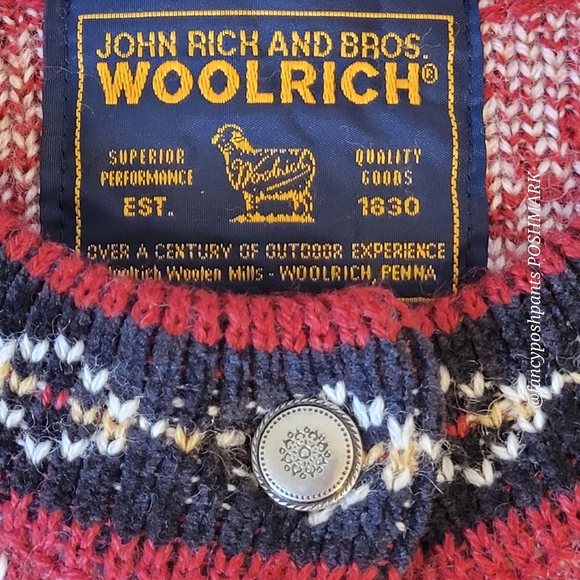 JOHN RICH AND BROS.
WOOLRICH®
SUPERIOR
PERFORMANCE
Woolrich
QUALITY
GOODS
EST.
1830
OVER A CENTURY OF OUTDOOR EXPERIENCE
Woolrich Woolen Mills - WOOLRICH, PENNA
@fancyposhpants POSHMARK